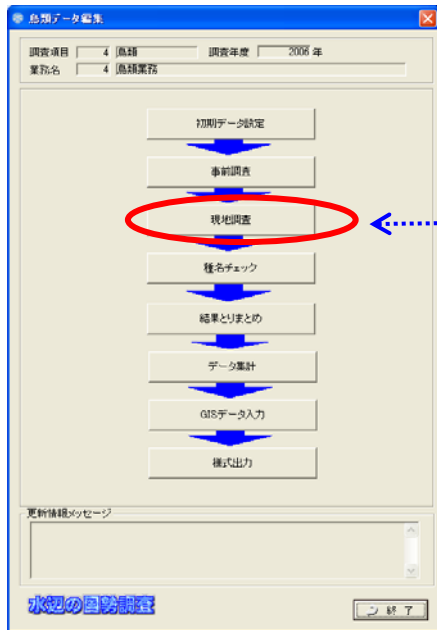 鳥類データ編集
調査項目 4 鳥類 調査年度 2006 年
業務名 4 鳥類業務
初期データ設定
事前調査
現地調査
種名チェック
結果とりまとめ
データ集計
GISデータ入力
様式出力
更新情報メッセージ
水辺の国勢調査
終 了